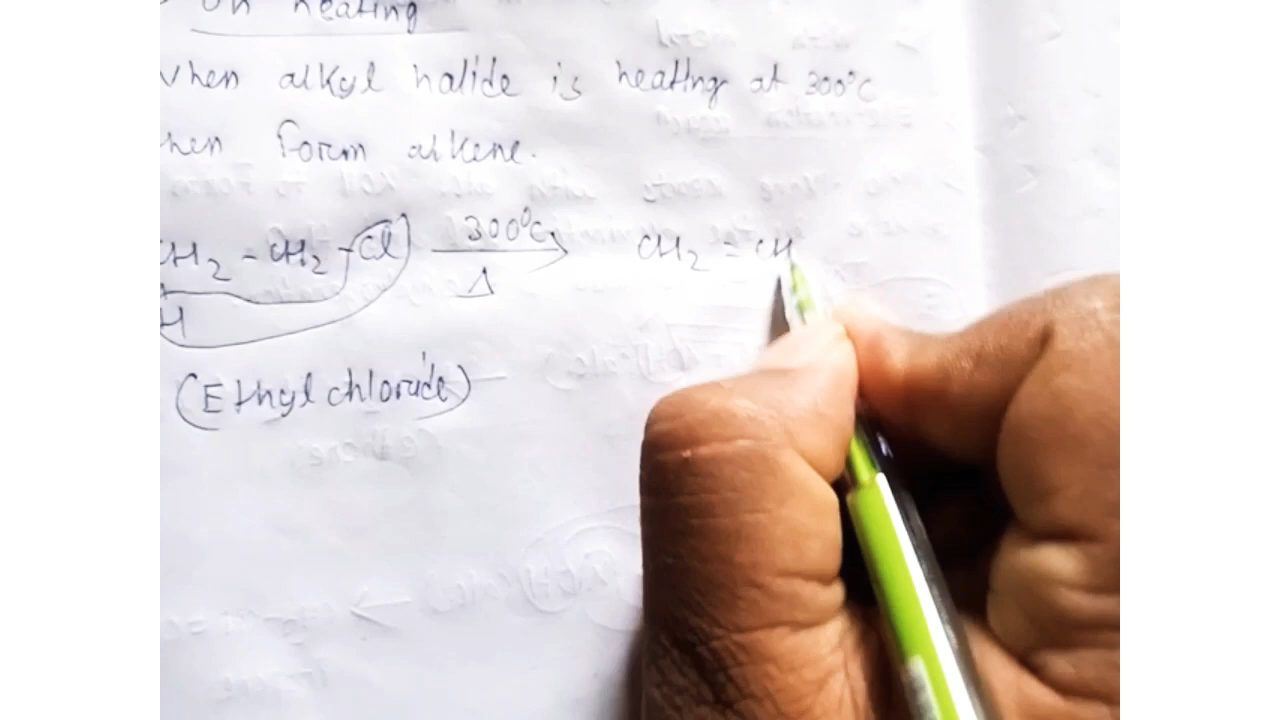 on heating
when alkyl halide is heating at 300°C
then form alkene.
CH2 - CH2 - Cl 300°C → CH2 = CH
H Δ
(Ethyl chloride)